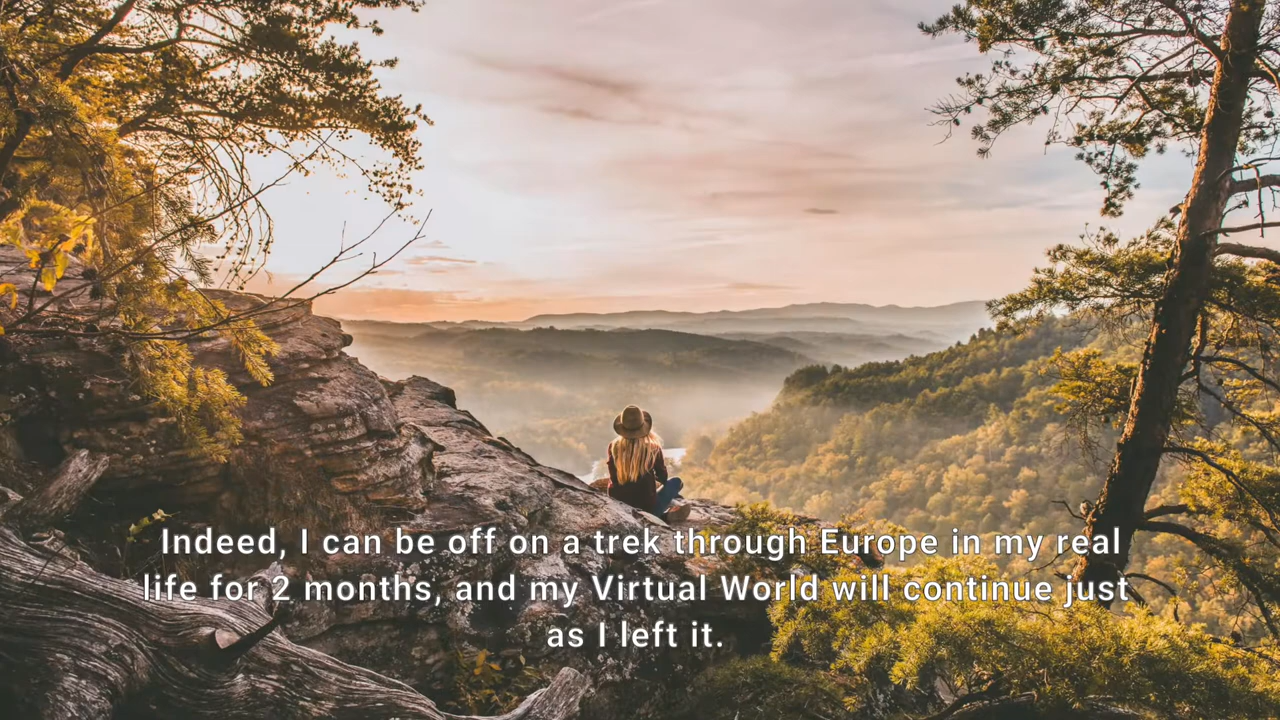 Indeed, I can be off on a trek through Europe in my real
life for 2 months, and my Virtual World will continue just
as I left it.